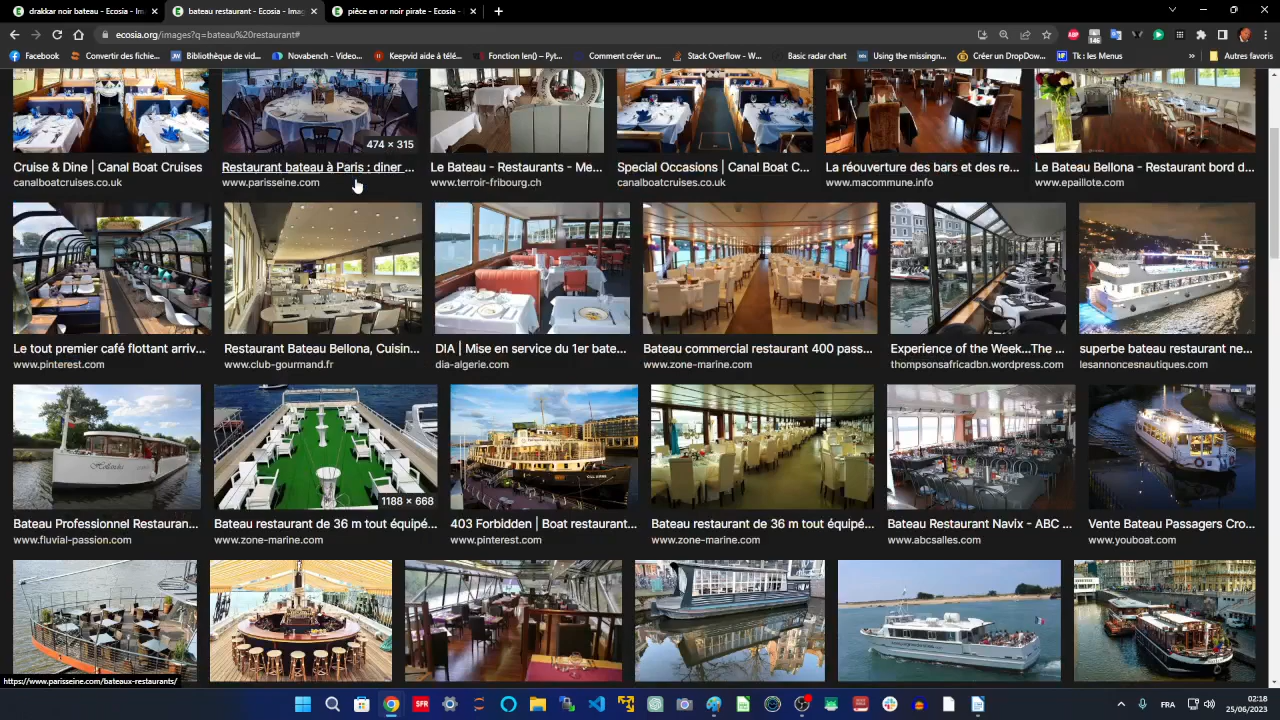 drakkar noir bateau - Ecosia - Im
bateau restaurant - Ecosia - Imag
pièce en or noir pirate - Ecosia -
ecosia.org/images?q=bateau%20restaurant#
ABP
146
Facebook
Convertir des fichie...
Bibliothèque de vid...
Novabench - Video...
Keepvid aide à télé...
Fonction len() – Pyt...
Comment créer un...
Stack Overflow - W...
Basic radar chart
Using the missingn...
Créer un DropDow...
Tk : les Menus
Autres favoris
474 × 315
Cruise & Dine | Canal Boat Cruises
canalboatcruises.co.uk
Restaurant bateau à Paris : diner ...
www.parisseine.com
Le Bateau - Restaurants - Me...
www.terroir-fribourg.ch
Special Occasions | Canal Boat C...
canalboatcruises.co.uk
La réouverture des bars et des re...
www.macommune.info
Le Bateau Bellona - Restaurant bord d...
www.epaillote.com
Le tout premier café flottant arriv...
www.pinterest.com
Restaurant Bateau Bellona, Cuisin...
www.club-gourmand.fr
DIA | Mise en service du 1er bate...
dia-algerie.com
Bateau commercial restaurant 400 pass...
www.zone-marine.com
Experience of the Week...The ...
thompsonsafricadbn.wordpress.com
superbe bateau restaurant ne...
lesannoncesnautiques.com
1188 × 668
Bateau Professionnel Restauran...
www.fluvial-passion.com
Bateau restaurant de 36 m tout équipé...
www.zone-marine.com
403 Forbidden | Boat restaurant...
www.pinterest.com
Bateau restaurant de 36 m tout équipé...
www.zone-marine.com
Bateau Restaurant Navix - ABC ...
www.abcsalles.com
Vente Bateau Passagers Cro...
www.youboat.com
https://www.parisseine.com/bateaux-restaurants/
SFR
FRA
02:18
25/06/2023